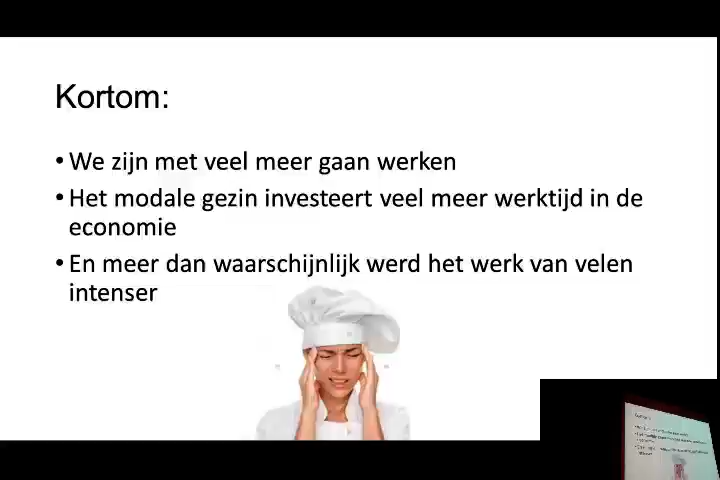 Kortom:
• We zijn met veel meer gaan werken
• Het modale gezin investeert veel meer werktijd in de
economie
• En meer dan waarschijnlijk werd het werk van velen
intenser